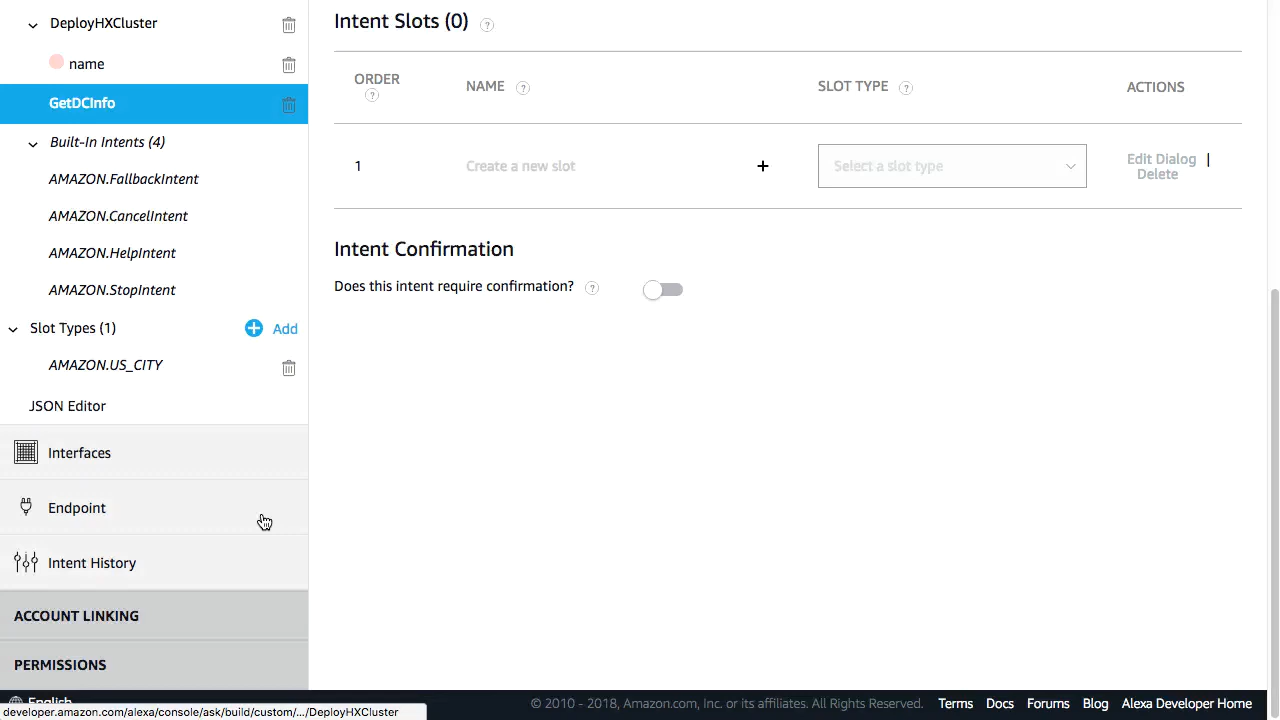 DeployHXCluster
name
GetDCInfo
Built-In Intents (4)
AMAZON.FallbackIntent
AMAZON.CancelIntent
AMAZON.HelpIntent
AMAZON.StopIntent
Slot Types (1)
Add
AMAZON.US_CITY
JSON Editor
Interfaces
Endpoint
Intent History
ACCOUNT LINKING
PERMISSIONS
English
developer.amazon.com/alexa/console/ask/build/custom/.../DeployHXCluster
Intent Slots (0) ?
ORDER ? NAME ? SLOT TYPE ? ACTIONS
1 Create a new slot + Select a slot type Edit Dialog |
Delete
Intent Confirmation
Does this intent require confirmation? ?
© 2010 - 2018, Amazon.com, Inc. or its affiliates. All Rights Reserved. Terms Docs Forums Blog Alexa Developer Home